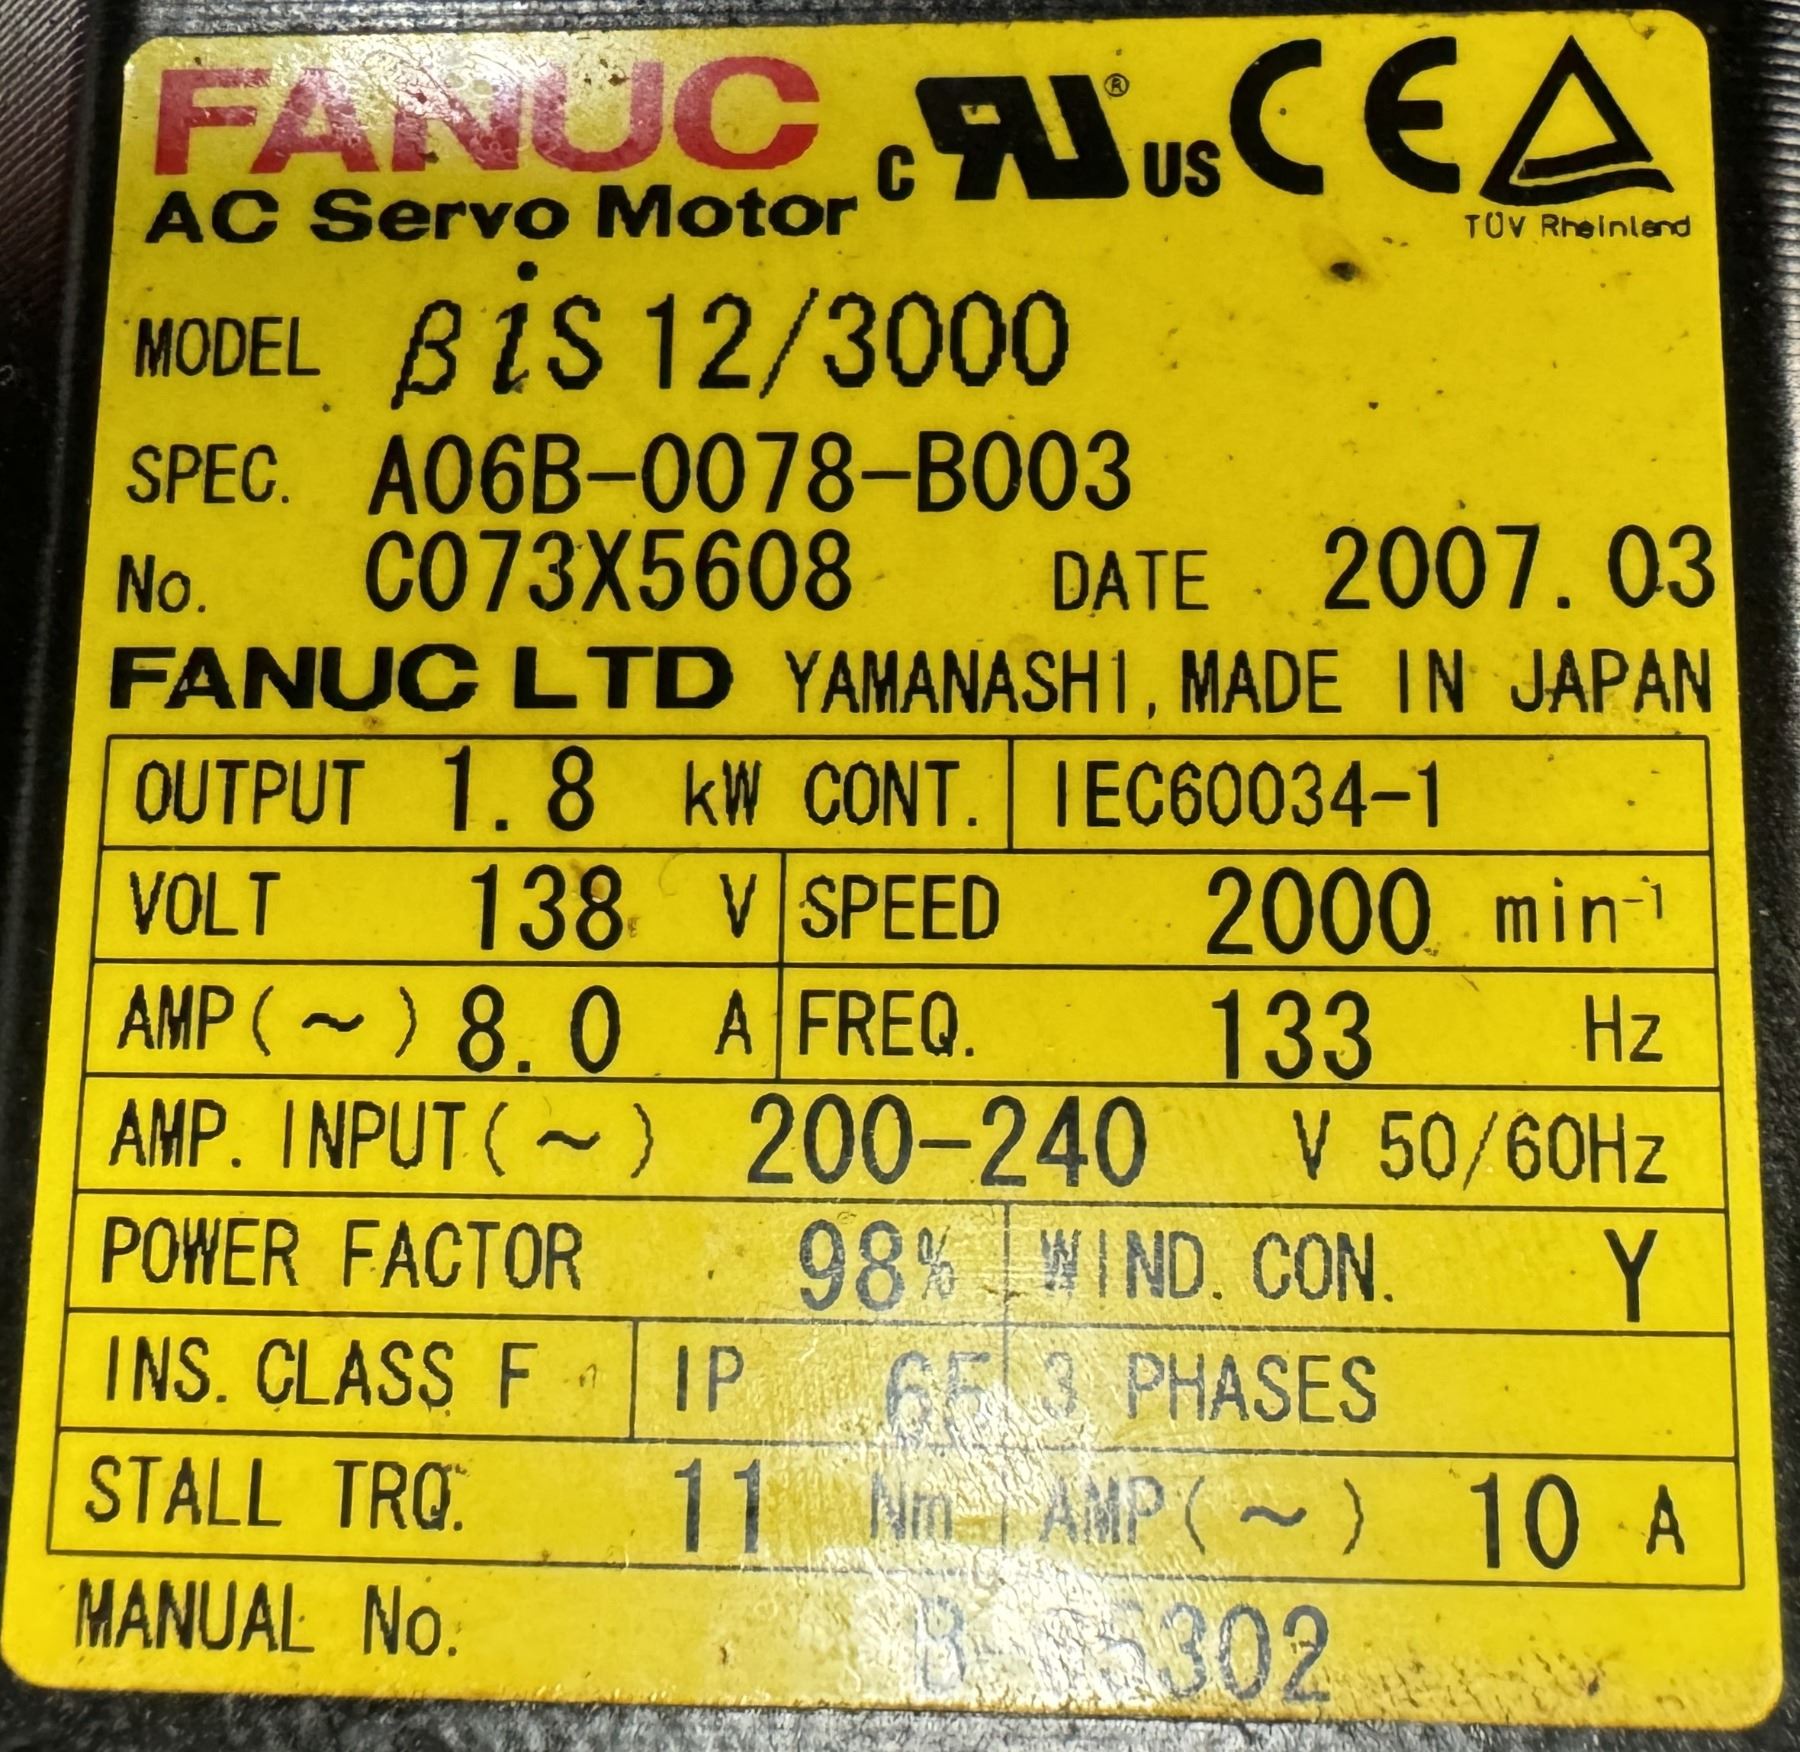 FANUC
AC Servo Motor
c RU® US CE
TÜV Rheinland
MODEL βiS 12/3000
SPEC. A06B-0078-B003
No. C073X5608 DATE 2007.03
FANUC LTD YAMANASHI, MADE IN JAPAN
OUTPUT 1.8 kW CONT. IEC60034-1
VOLT 138 V SPEED 2000 min⁻¹
AMP(~) 8.0 A FREQ. 133 Hz
AMP. INPUT(~) 200-240 V 50/60Hz
POWER FACTOR 98% WIND. CON. Y
INS. CLASS F IP 65 3 PHASES
STALL TRQ. 11 Nm AMP(~) 10 A
MANUAL No.